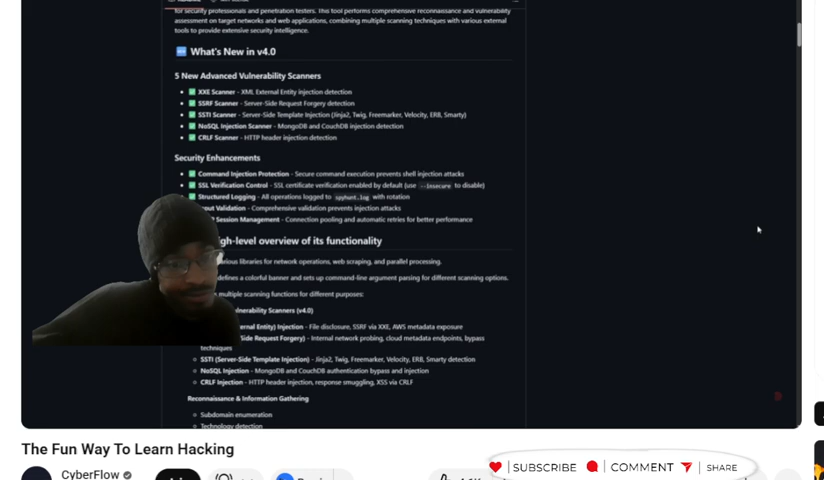 for security professionals and penetration testers. This tool performs comprehensive reconnaissance and vulnerability
assessment on target networks and web applications, combining multiple scanning techniques with various external
tools to provide extensive security intelligence.
What's New in v4.0
5 New Advanced Vulnerability Scanners
XXE Scanner - XML External Entity injection detection
SSRF Scanner - Server-Side Request Forgery detection
SSTI Scanner - Server-Side Template Injection (Jinja2, Twig, Freemarker, Velocity, ERB, Smarty)
NoSQL Injection Scanner - MongoDB and CouchDB injection detection
CRLF Scanner - HTTP header injection detection
Security Enhancements
Command Injection Protection - Secure command execution prevents shell injection attacks
SSL Verification Control - SSL certificate verification enabled by default (use --insecure to disable)
Structured Logging - All operations logged to spyhunt.log with rotation
Validation - Comprehensive validation prevents injection attacks
Session Management - Connection pooling and automatic retries for better performance
gh-level overview of its functionality
various libraries for network operations, web scraping, and parallel processing.
defines a colorful banner and sets up command-line argument parsing for different scanning options.
multiple scanning functions for different purposes:
Scanners (v4.0)
Entity) Injection - File disclosure, SSRF via XXE, AWS metadata exposure
Side Request Forgery) - Internal network probing, cloud metadata endpoints, bypass
techniques
SSTI (Server-Side Template Injection) - Jinja2, Twig, Freemarker, Velocity, ERB, Smarty detection
NoSQL Injection - MongoDB and CouchDB authentication bypass and injection
CRLF Injection - HTTP header injection, response smuggling, XSS via CRLF
Reconnaissance & Information Gathering
Subdomain enumeration
Technology detection
The Fun Way To Learn Hacking
CyberFlow
SUBSCRIBE COMMENT SHARE